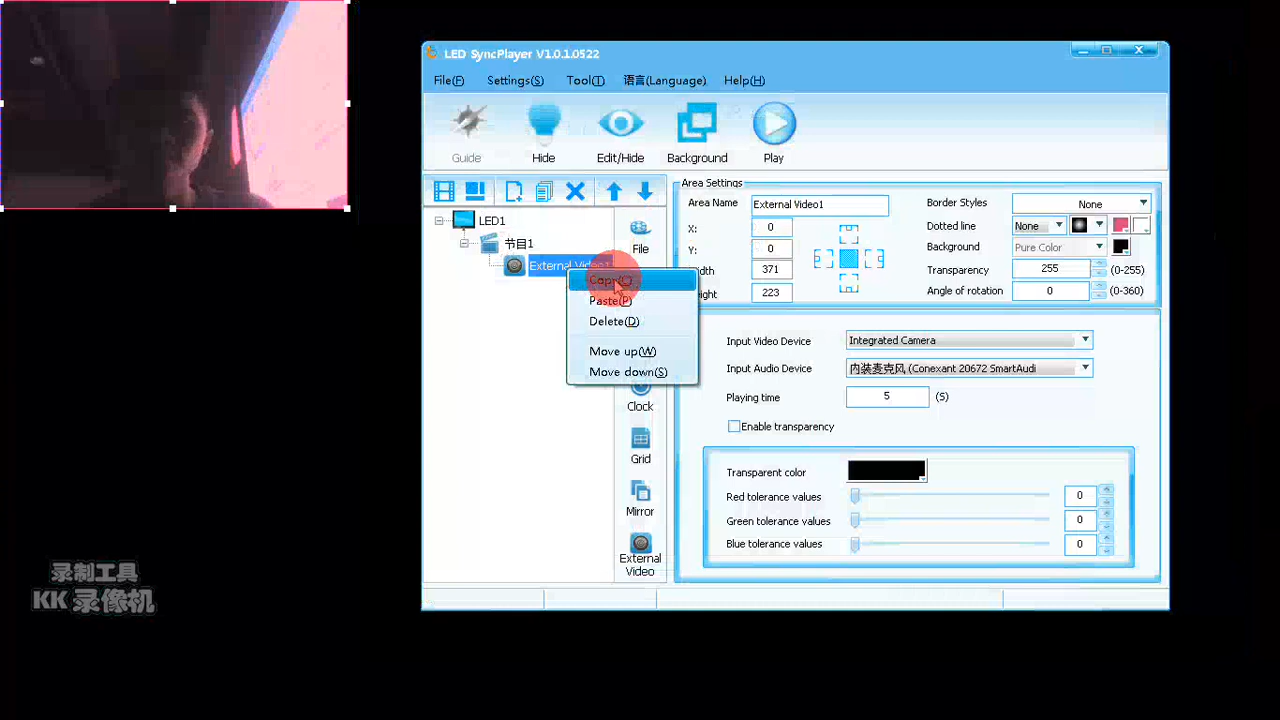 LED SyncPlayer V1.0.1.0522
File(F) Settings(S) Tool(T) 语言(Language) Help(H)
Guide Hide Edit/Hide Background Play
LED1
节目1
External Video1
File
Copy(C)
Paste(P)
Delete(D)
Move up(W)
Move down(S)
Clock
Grid
Mirror
External
Video
Area Settings
Area Name External Video1
X: 0
Y: 0
371
223
Border Styles None
Dotted line None
Background Pure Color
Transparency 255 (0-255)
Angle of rotation 0 (0-360)
Input Video Device Integrated Camera
Input Audio Device 内装麦克风 (Conexant 20672 SmartAudi
Playing time 5 (S)
Enable transparency
Transparent color
Red tolerance values 0
Green tolerance values 0
Blue tolerance values 0
录制工具
KK 录像机